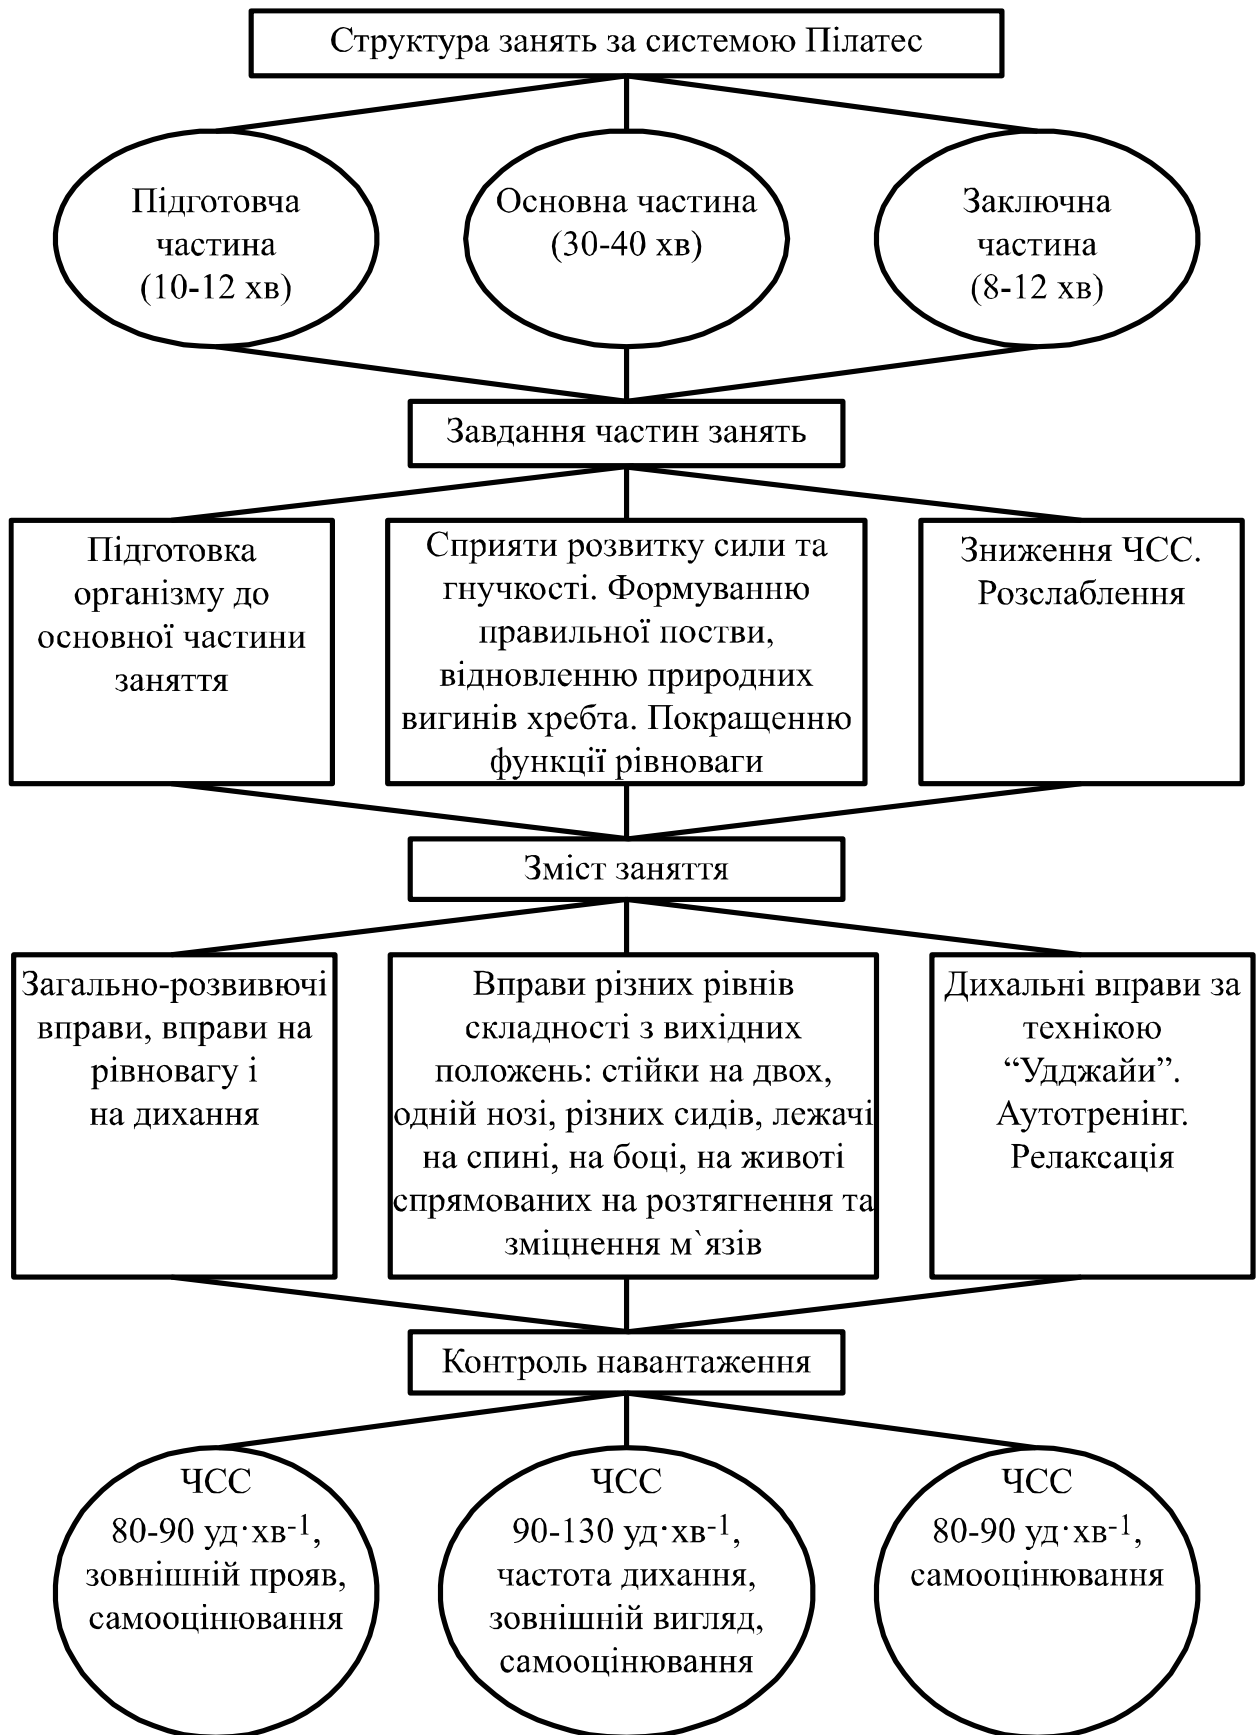 Структура занять за системою Пілатес
Підготовча
частина
(10-12 хв)
Основна частина
(30-40 хв)
Заключна
частина
(8-12 хв)
Завдання частин занять
Підготовка
організму до
основної частини
заняття
Сприяти розвитку сили та
гнучкості. Формуванню
правильної постви,
відновленню природних
вигинів хребта. Покращенню
функції рівноваги
Зниження ЧСС.
Розслаблення
Зміст заняття
Загально-розвивючі
вправи, вправи на
рівновагу і
на дихання
Вправи різних рівнів
складності з вихідних
положень: стійки на двох,
одній нозі, різних сидів, лежачі
на спині, на боці, на животі
спрямованих на розтягнення та
зміцнення м`язів
Дихальні вправи за
технікою
“Удджайи”.
Аутотренінг.
Релаксація
Контроль навантаження
ЧСС
80-90 уд·хв⁻¹,
зовнішній прояв,
самооцінювання
ЧСС
90-130 уд·хв⁻¹,
частота дихання,
зовнішній вигляд,
самооцінювання
ЧСС
80-90 уд·хв⁻¹,
самооцінювання